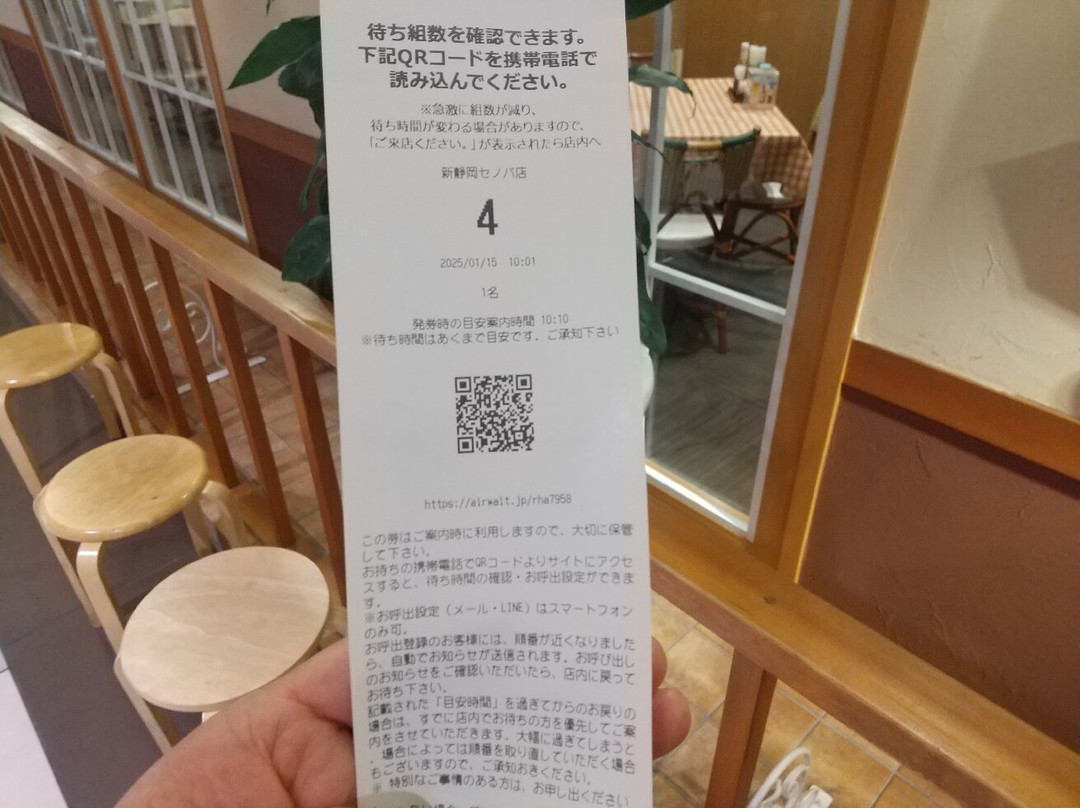 待ち組数を確認できます。
下記QRコードを携帯電話で
読み込んでください。
※急激に組数が減り、
待ち時間が変わる場合がありますので、
「ご来店ください。」が表示されたら店内へ
新静岡セノバ店
4
2025/01/15 10:01
1名
発券時の目安案内時間 10:10
※待ち時間はあくまで目安です。ご承知下さい
https://airwait.jp/rha7958
この券はご案内時に利用しますので、大切に保管
して下さい。
お持ちの携帯電話でQRコードよりサイトにアクセ
スすると、待ち時間の確認・お呼出設定ができま
す。
※お呼出設定（メール・LINE）はスマートフォン
のみ可。
お呼出登録のお客様には、順番が近くなりました
ら、自動でお知らせが送信されます。お呼び出し
のお知らせをご確認いただいたら、店内に戻って
お待ち下さい。
記載された「目安時間」を過ぎてからのお戻りの
場合は、すでに店内でお待ちの方を優先してご案
内をさせていただきます。大幅に過ぎてしまうと
、場合によっては順番を取り直していただく場合
もございますので、ご承知おきください。
※ 特別なご事情のある方は、お申し出ください